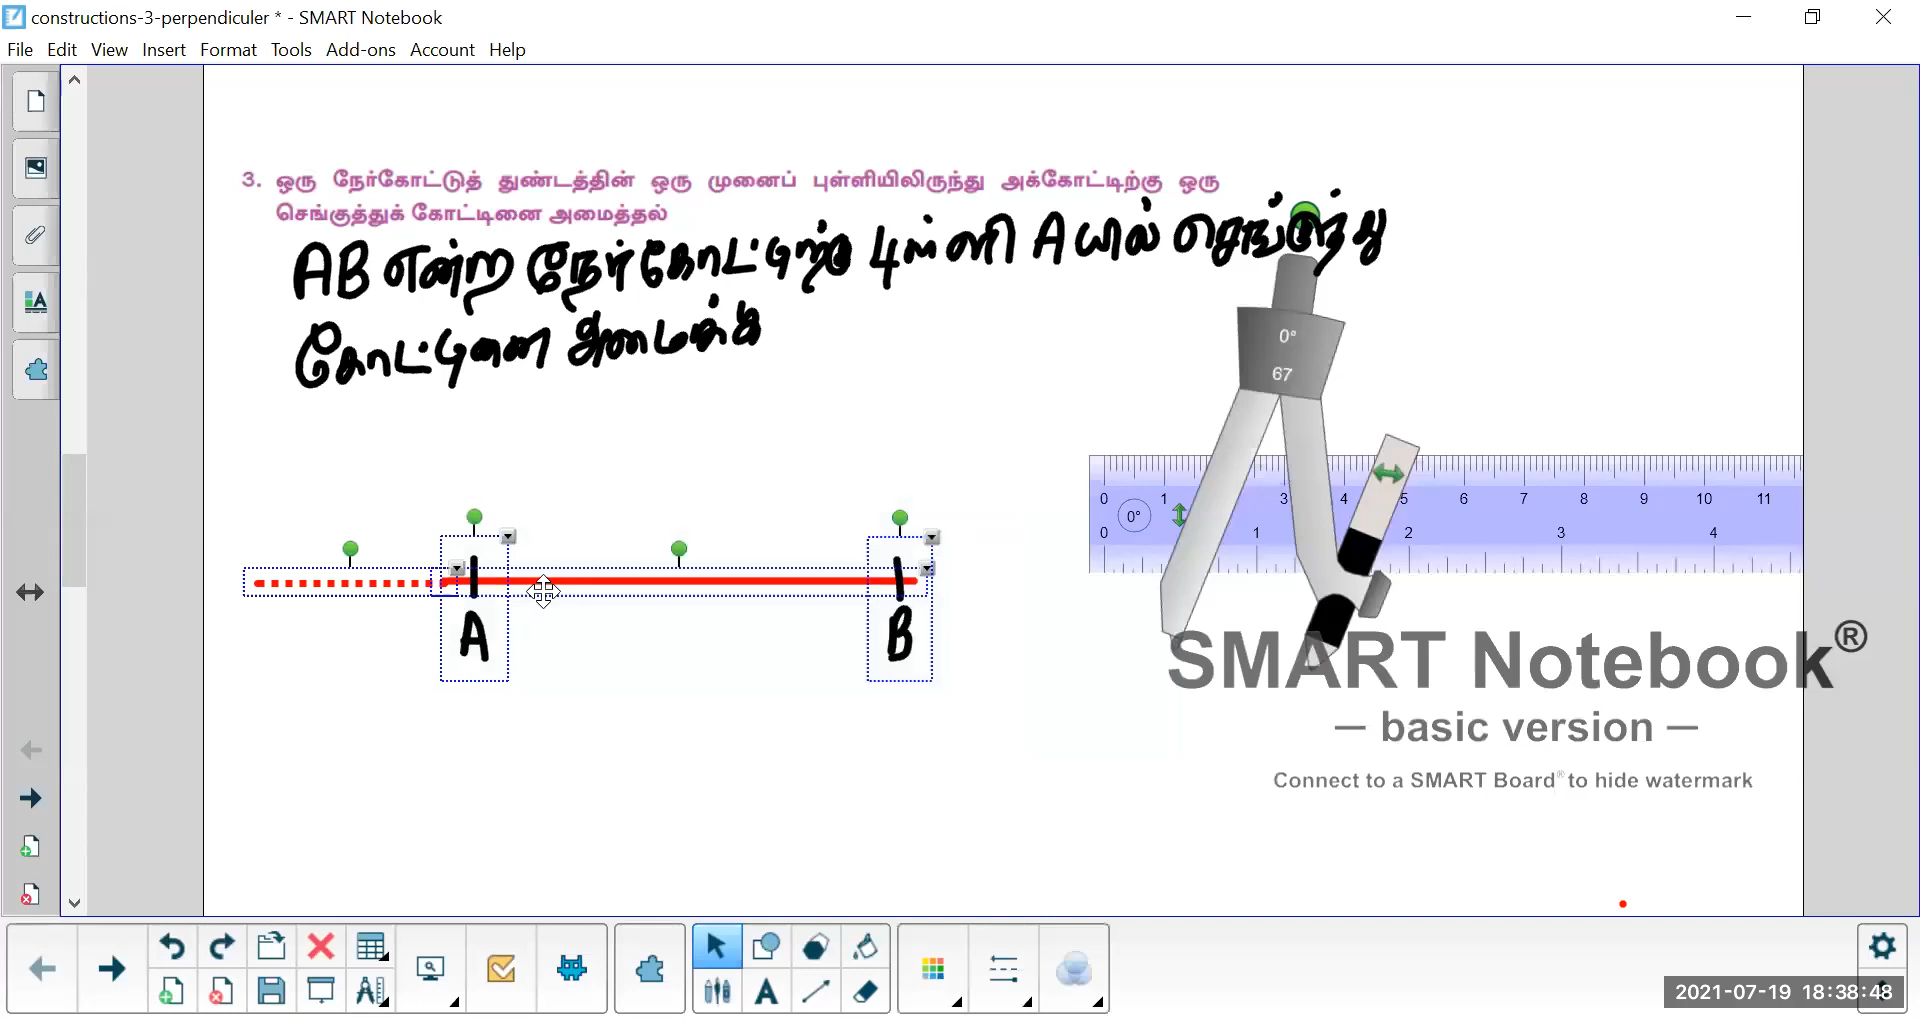 constructions-3-perpendiculer * - SMART Notebook
File Edit View Insert Format Tools Add-ons Account Help
3. ஒரு நேர்கோட்டுத் துண்டத்தின் ஒரு முனைப் புள்ளியிலிருந்து அக்கோட்டிற்கு ஒரு
செங்குத்துக் கோட்டினை அமைத்தல்
AB என்ற நேர்கோட்டிற்கு புள்ளி A யில் செங்குத்து
கோட்டினை அமைக்க
0°
67
0 1 3 4 5 6 7 8 9 10 11
0°
0 1 2 3 4
A B
SMART Notebook®
— basic version —
Connect to a SMART Board® to hide watermark
A
2021-07-19 18:38:48